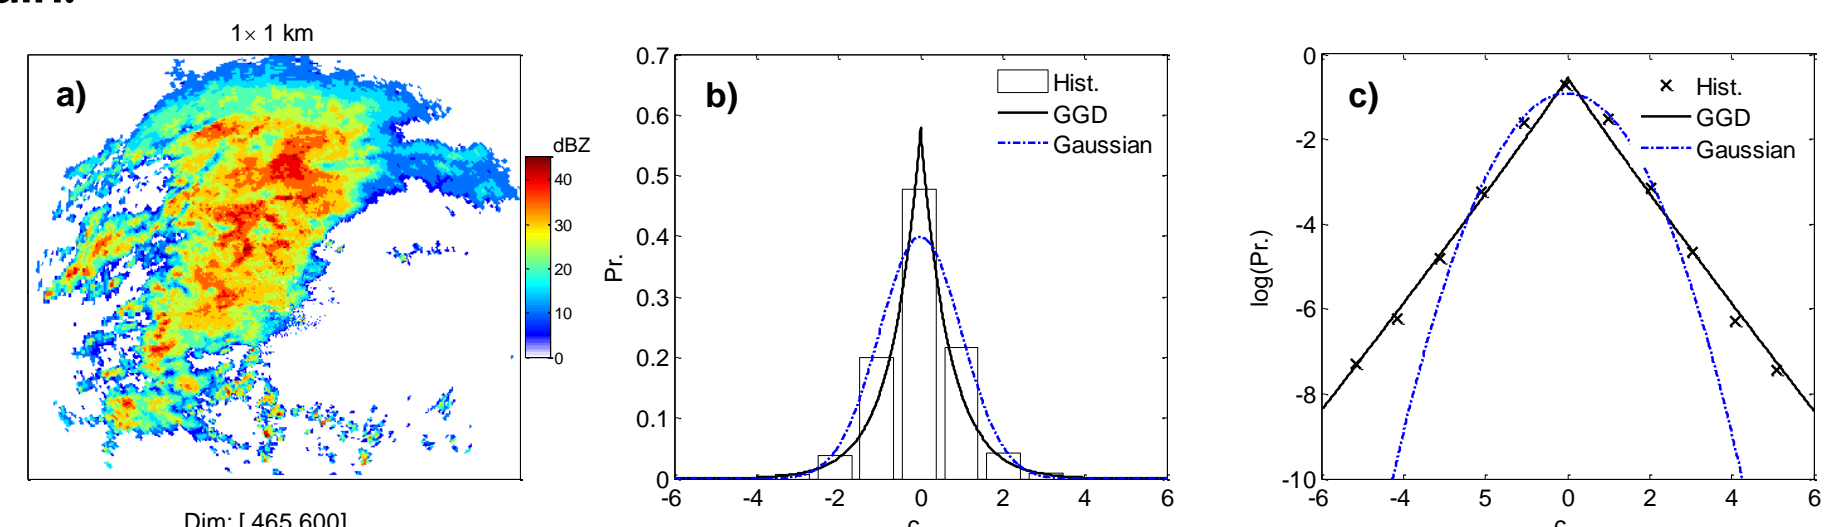 1× 1 km
a)
dBZ
40
30
20
10
0
Dim: [ 465,600]
b)
Hist.
GGD
Gaussian
Pr.
0.7
0.6
0.5
0.4
0.3
0.2
0.1
0
-6 -4 -2 0 2 4 6
c
c)
Hist.
GGD
Gaussian
log(Pr.)
0
-2
-4
-6
-8
-10
-6 -4 5 0 2 4 6
c